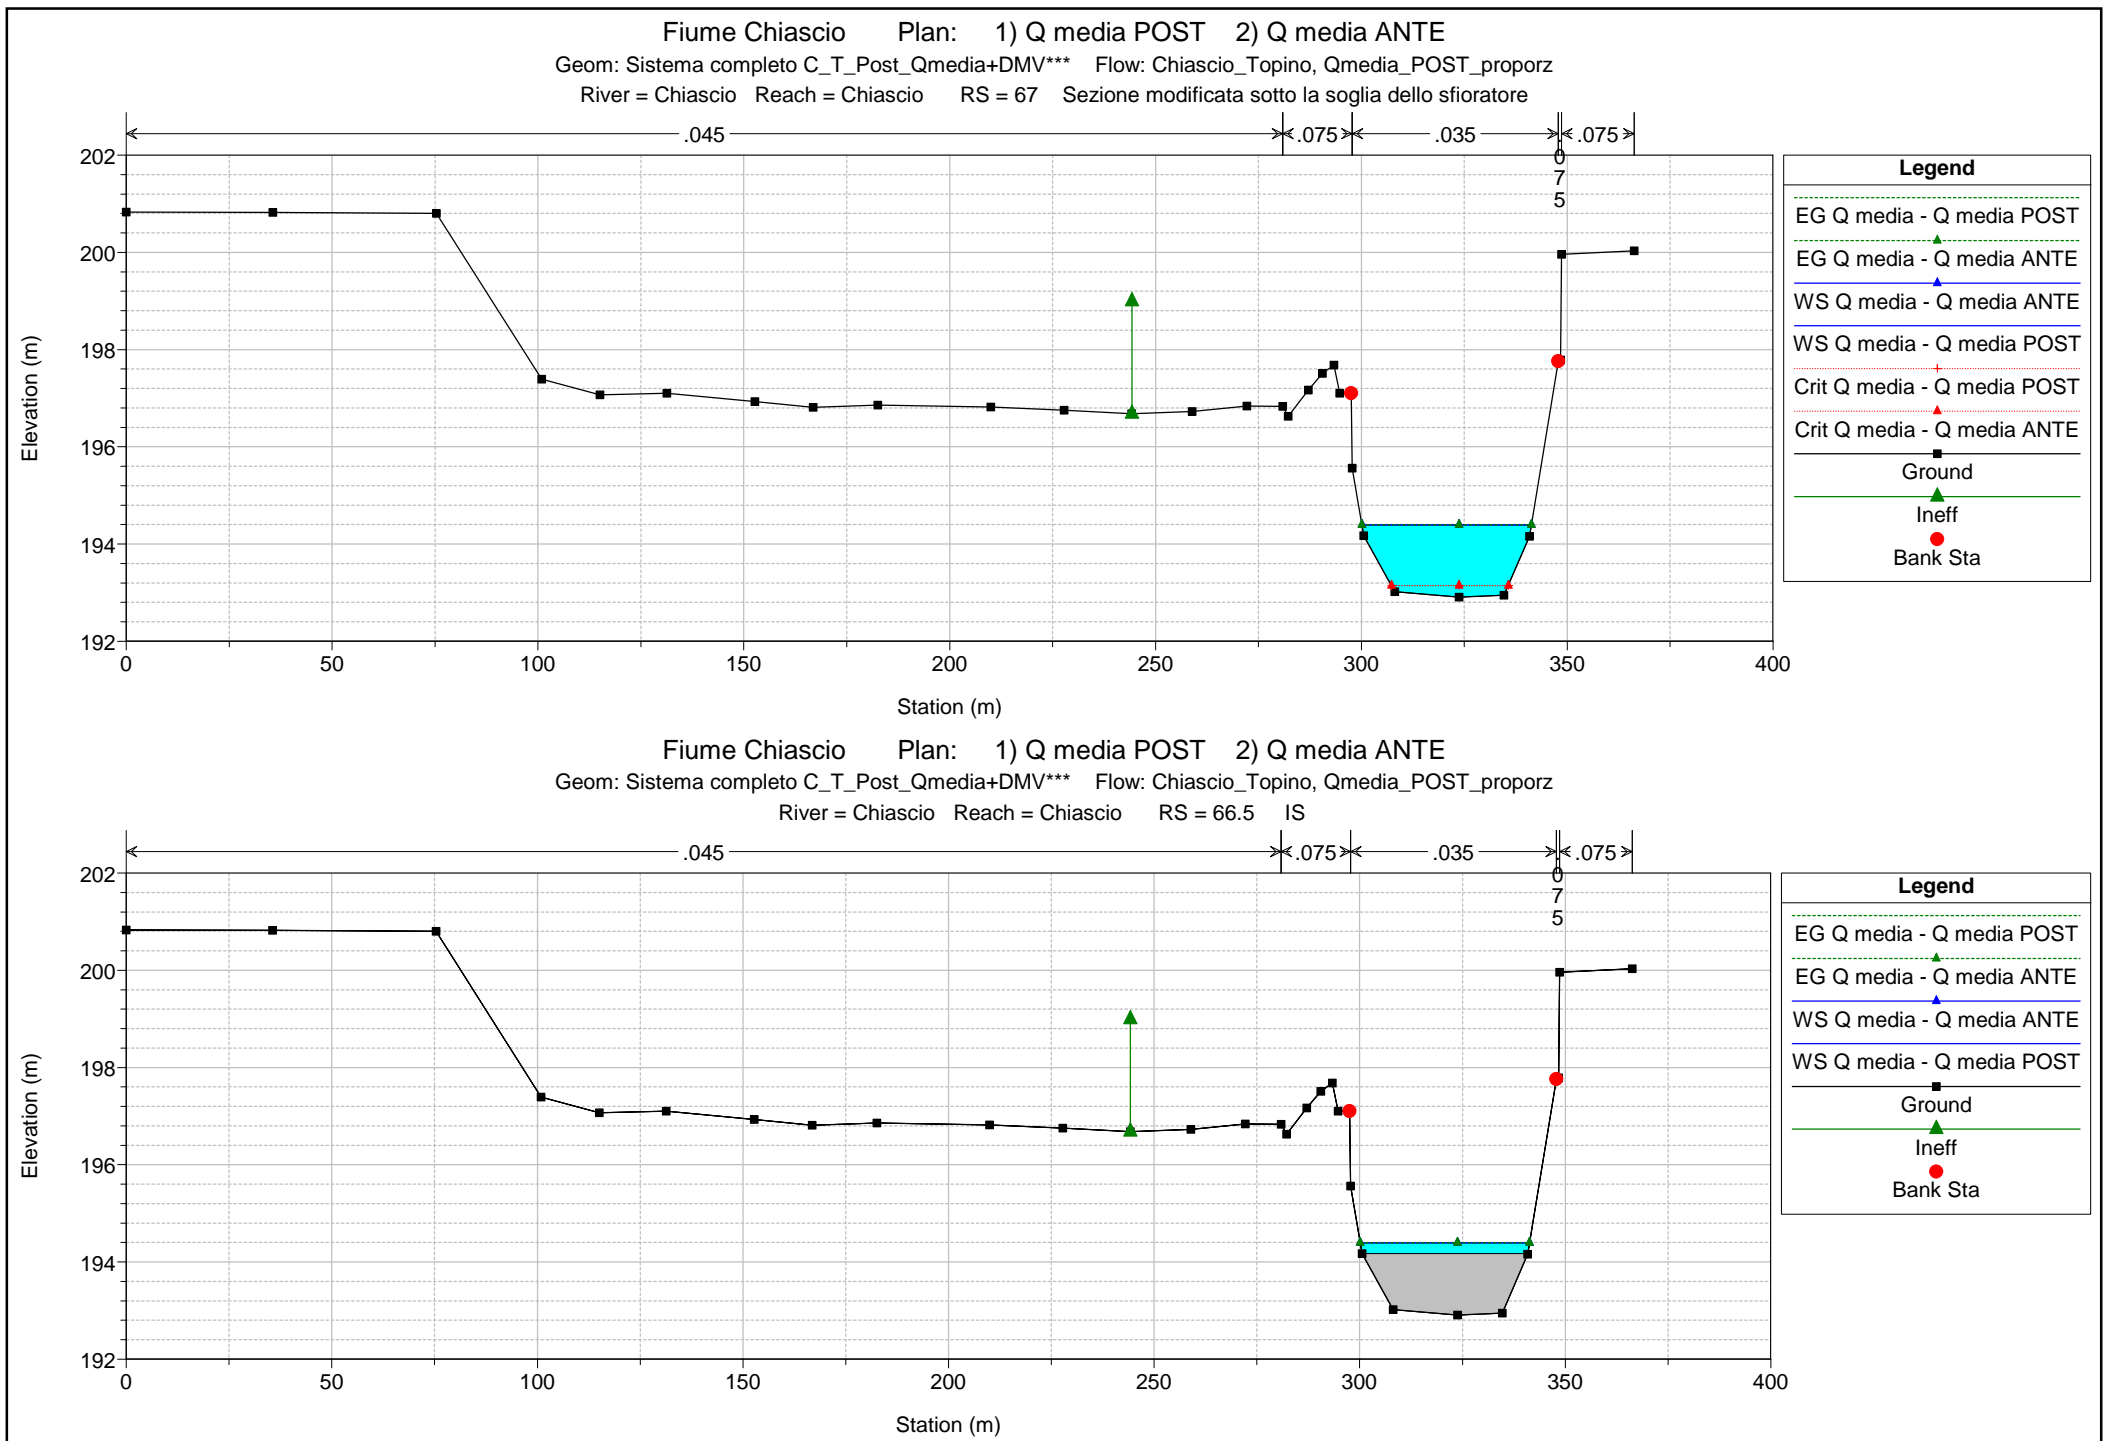 Fiume Chiascio Plan: 1) Q media POST 2) Q media ANTE
Geom: Sistema completo C_T_Post_Qmedia+DMV*** Flow: Chiascio_Topino, Qmedia_POST_proporz
River = Chiascio Reach = Chiascio RS = 67 Sezione modificata sotto la soglia dello sfioratore
.045 .075 .035 .075 .075
202
200
198
196
194
192
Elevation (m)
0 50 100 150 200 250 300 350 400
Station (m)
Legend
EG Q media - Q media POST
EG Q media - Q media ANTE
WS Q media - Q media ANTE
WS Q media - Q media POST
Crit Q media - Q media POST
Crit Q media - Q media ANTE
Ground
Ineff
Bank Sta
Fiume Chiascio Plan: 1) Q media POST 2) Q media ANTE
Geom: Sistema completo C_T_Post_Qmedia+DMV*** Flow: Chiascio_Topino, Qmedia_POST_proporz
River = Chiascio Reach = Chiascio RS = 66.5 IS
.045 .075 .035 .075 .075
202
200
198
196
194
192
Elevation (m)
0 50 100 150 200 250 300 350 400
Station (m)
Legend
EG Q media - Q media POST
EG Q media - Q media ANTE
WS Q media - Q media ANTE
WS Q media - Q media POST
Ground
Ineff
Bank Sta